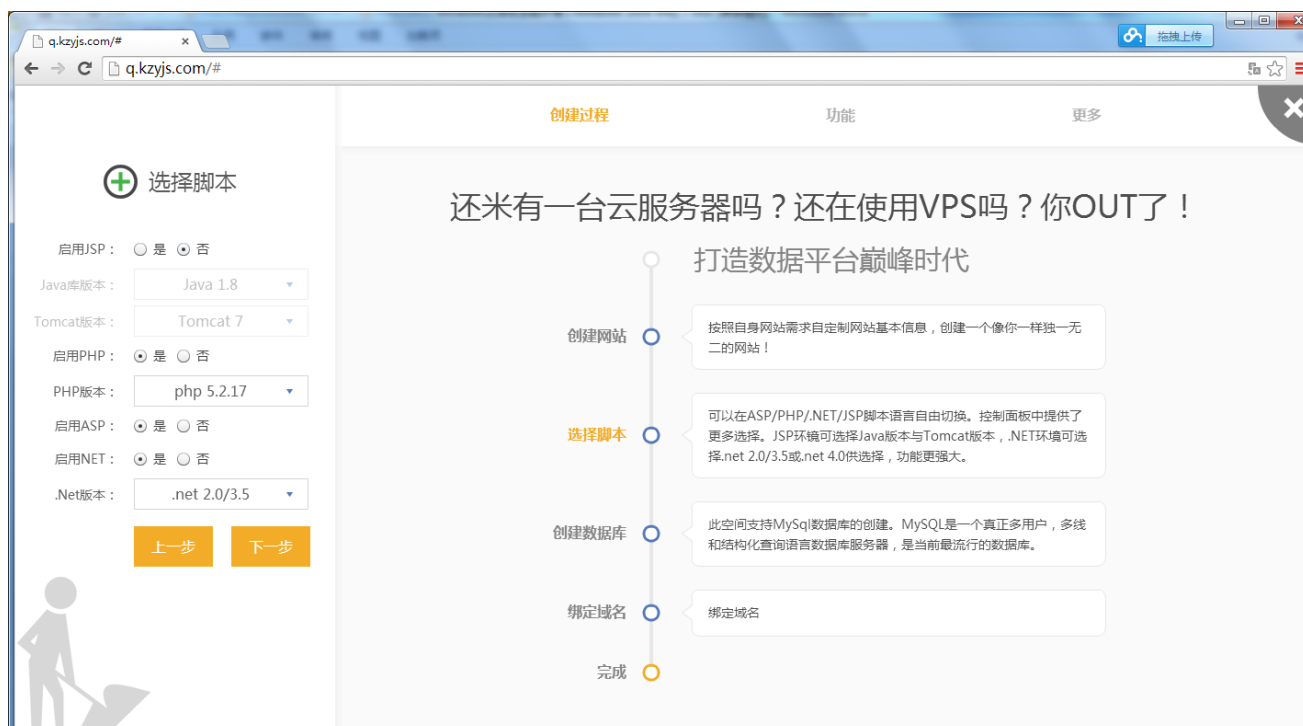 q.kzyjs.com/#
拖拽上传
q.kzyjs.com/#
创建过程 功能 更多
选择脚本
启用JSP： 是 否
Java库版本： Java 1.8
Tomcat版本： Tomcat 7
启用PHP： 是 否
PHP版本： php 5.2.17
启用ASP： 是 否
启用NET： 是 否
.Net版本： .net 2.0/3.5
上一步 下一步
还米有一台云服务器吗？还在使用VPS吗？你OUT了！
打造数据平台巅峰时代
创建网站
按照自身网站需求自定制网站基本信息，创建一个像你一样独一无
二的网站！
选择脚本
可以在ASP/PHP/.NET/JSP脚本语言自由切换。控制面板中提供了
更多选择。JSP环镜可选择Java版本与Tomcat版本，.NET环境可选
择.net 2.0/3.5或.net 4.0供选择，功能更强大。
创建数据库
此空间支持MySql数据库的创建。MySQL是一个真正多用户，多线
和结构化查询语言数据库服务器，是当前最流行的数据库。
绑定域名
绑定域名
完成